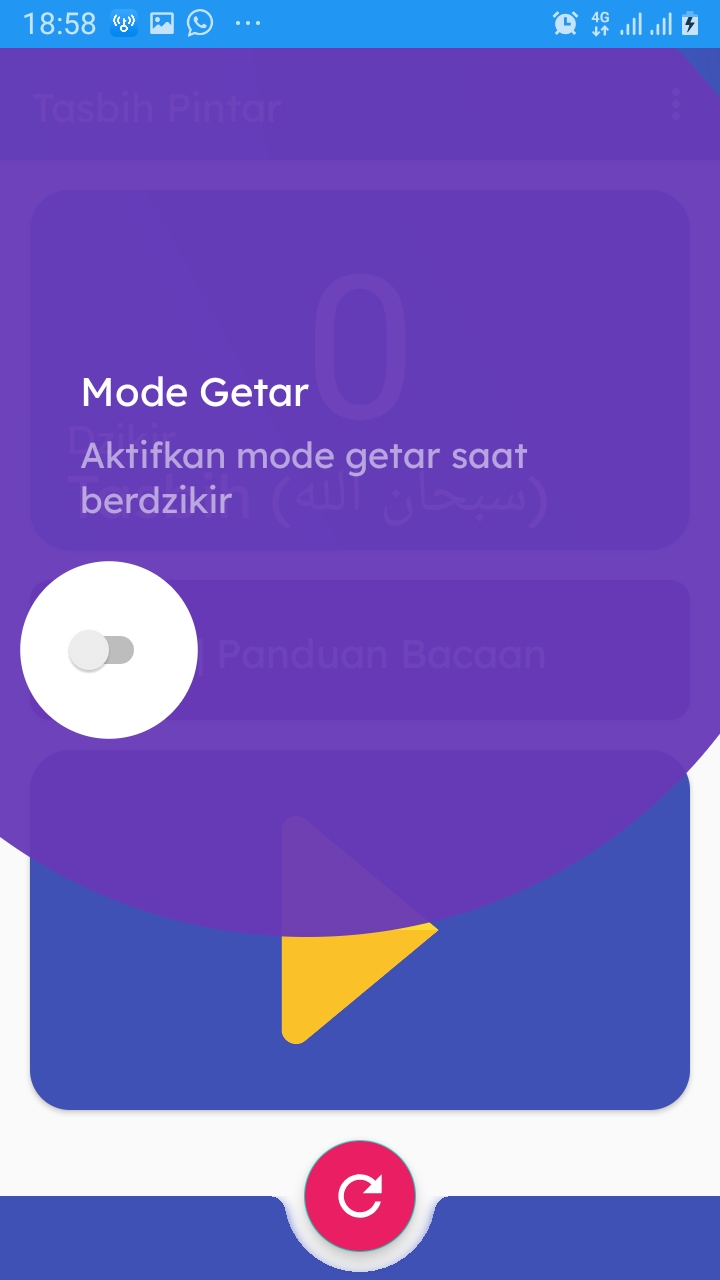 18:58
4G
Tasbih Pintar
0
Mode Getar
Dzikir
Aktifkan mode getar saat
berdzikir
Tasbih (سبحان الله)
| Panduan Bacaan